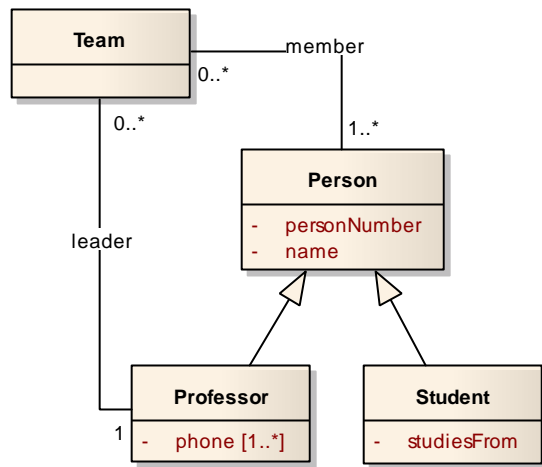 Team
member
0..*
0..*
1..*
Person
- personNumber
- name
leader
Professor
1
- phone [1..*]
Student
- studiesFrom